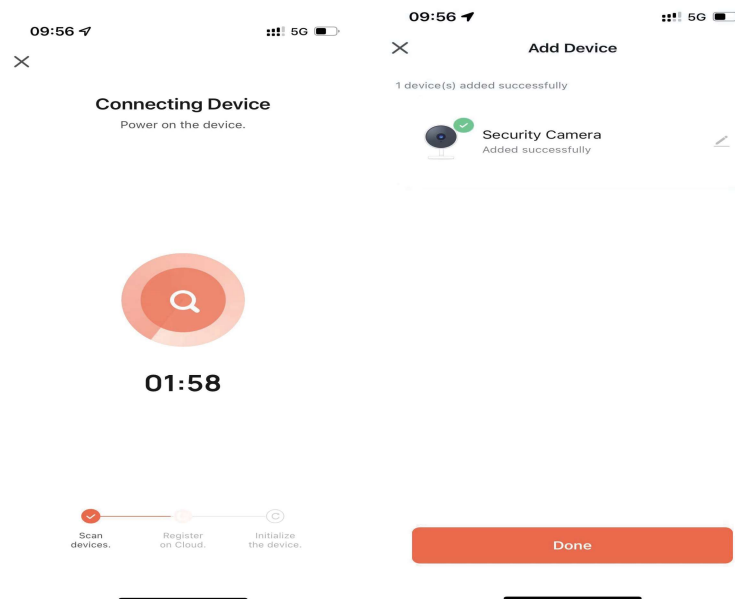 09:56
5G
Connecting Device
Power on the device.
01:58
Scan
devices.
Register
on Cloud.
Initialize
the device.
09:56
5G
Add Device
1 device(s) added successfully
Security Camera
Added successfully
Done